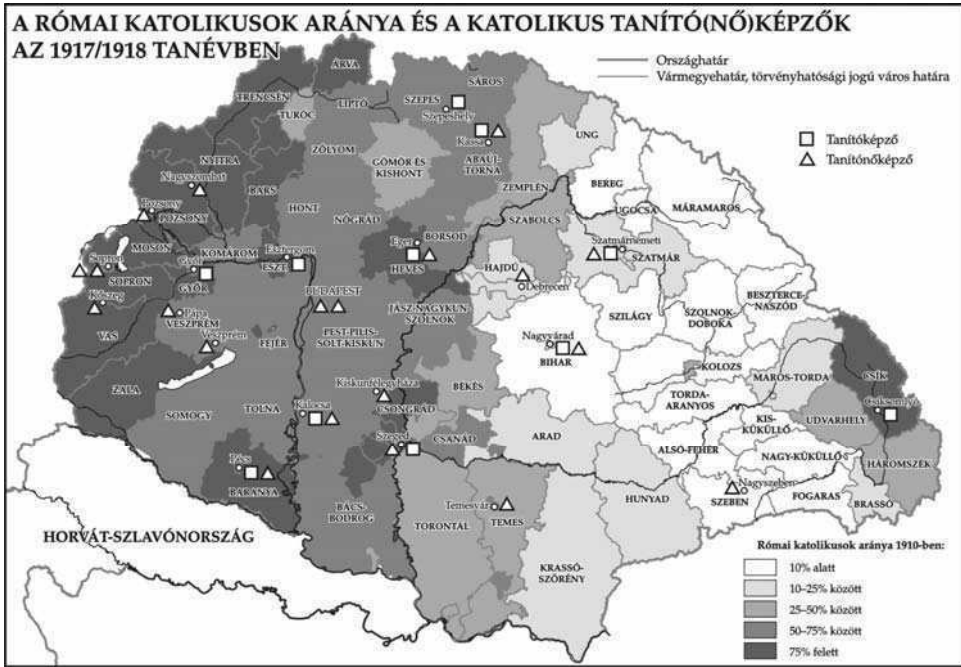 A RÓMAI KATOLIKUSOK ARÁNYA ÉS A KATOLIKUS TANÍTÓ(NŐ)KÉPZŐK
AZ 1917/1918 TANÉVBEN
Országhatár
Vármegyehatár, törvényhatósági jogú város határa
Tanítóképző
Tanítónőképző
ÁRVA
TRENCSÉN
LIPTÓ
SZEPES
Szepeshely
SÁROS
TURÓC
ZÓLYOM
GÖMÖR ÉS
KISHONT
Kassa
ABAUJ-
TORNA
UNG
ZEMPLÉN
BEREG
UGOCSA
MÁRAMAROS
NYITRA
Nagyszombat
BARS
HONT
NÓGRÁD
Pozsony
POZSONY
Eger
BORSOD
HEVES
SZABOLCS
Szatmárnémeti
SZATMÁR
MOSON
Sopron
SOPRON
KOMÁROM
Győr
GYŐR
Esztergom
ESZT.
HAJDÚ
Debrecen
Kőszeg
VAS
Pápa
VESZPRÉM
Veszprém
BUDAPEST
JÁSZ-NAGYKUN
SZOLNOK
PEST-PILIS-
SOLT-KISKUN
FEJÉR
Nagyvárad
BIHAR
SZILÁGY
SZOLNOK-
DOBOKA
BESZTERCE-
NASZÓD
KOLOZS
MAROS-TORDA
CSÍK
Csíksomlyó
ZALA
SOMOGY
TOLNA
Kalocsa
Kiskunfélegyháza
CSONGRÁD
BÉKÉS
CSANÁD
Szeged
ARAD
TORDA-
ARANYOS
UDVARHELY
KIS-
KÜKÜLLŐ
ALSÓ-FEHÉR
NAGY-KÜKÜLLŐ
HÁROMSZÉK
Pécs
BARANYA
BÁCS-
BODROG
TORONTÁL
Temesvár
TEMES
HUNYAD
Nagyszeben
SZEBEN
FOGARAS
BRASSÓ
KRASSÓ-
SZÖRÉNY
HORVÁT-SZLAVÓNORSZÁG
Római katolikusok aránya 1910-ben:
10% alatt
10–25% között
25–50% között
50–75% között
75% felett